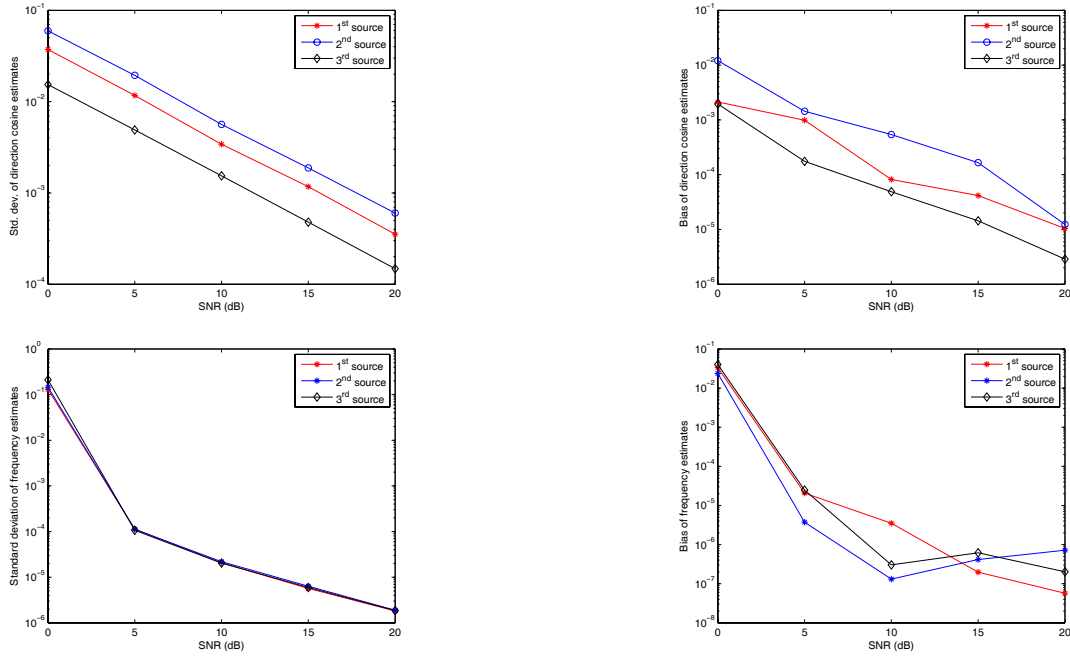 10⁻¹
10⁻²
10⁻³
10⁻⁴
Std. dev. of direction cosine estimates
0 5 10 15 20
SNR (dB)
1ˢᵗ source
2ⁿᵈ source
3ʳᵈ source
10⁻¹
10⁻²
10⁻³
10⁻⁴
10⁻⁵
10⁻⁶
Bias of direction cosine estimates
0 5 10 15 20
SNR (dB)
1ˢᵗ source
2ⁿᵈ source
3ʳᵈ source
10⁰
10⁻¹
10⁻²
10⁻³
10⁻⁴
10⁻⁵
10⁻⁶
Standard deviation of frequency estimates
0 5 10 15 20
SNR (dB)
1ˢᵗ source
2ⁿᵈ source
3ʳᵈ source
10⁻¹
10⁻²
10⁻³
10⁻⁴
10⁻⁵
10⁻⁶
10⁻⁷
10⁻⁸
Bias of frequency estimates
0 5 10 15 20
SNR (dB)
1ˢᵗ source
2ⁿᵈ source
3ʳᵈ source